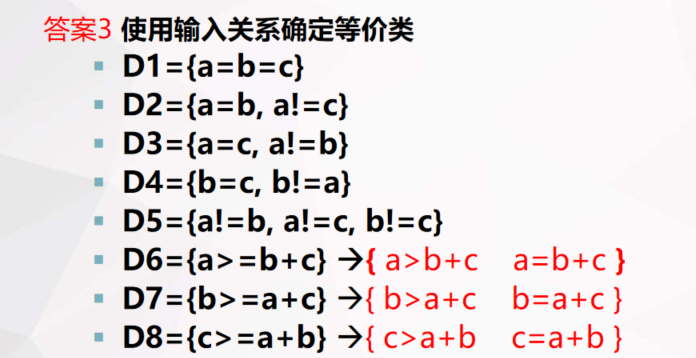 答案3 使用输入关系确定等价类
▪ D1={a=b=c}
▪ D2={a=b, a!=c}
▪ D3={a=c, a!=b}
▪ D4={b=c, b!=a}
▪ D5={a!=b, a!=c, b!=c}
▪ D6={a>=b+c} →{ a>b+c a=b+c }
▪ D7={b>=a+c} →{ b>a+c b=a+c }
▪ D8={c>=a+b} →{ c>a+b c=a+b }